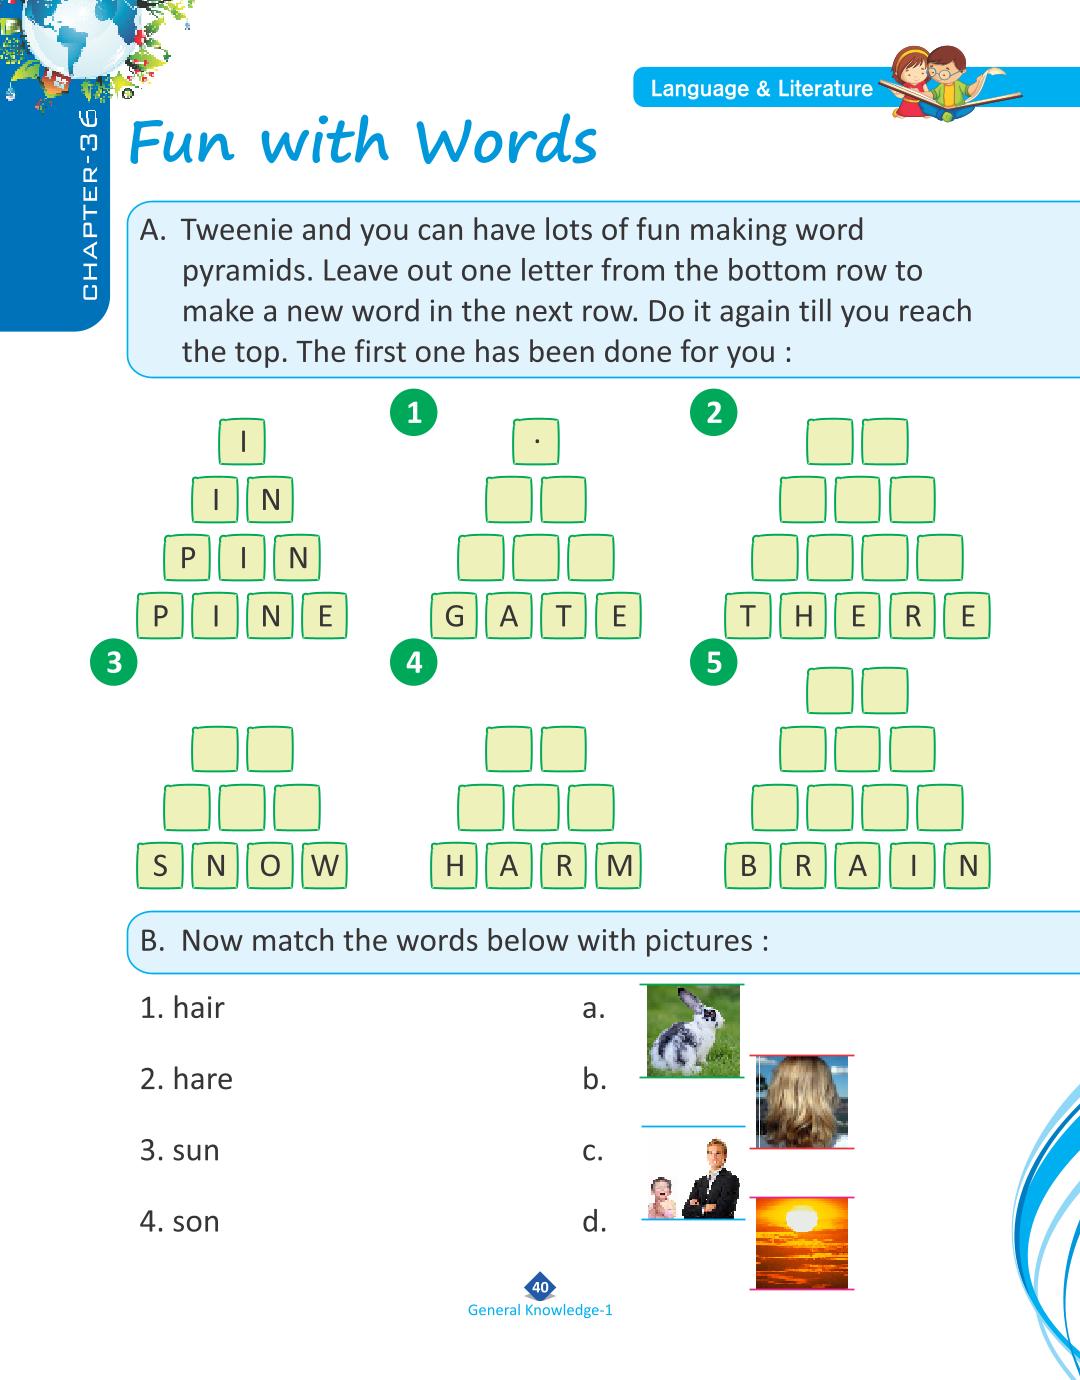 CHAPTER-36
Language & Literature
Fun with Words
A. Tweenie and you can have lots of fun making word
pyramids. Leave out one letter from the bottom row to
make a new word in the next row. Do it again till you reach
the top. The first one has been done for you :
I
I N
P I N
P I N E
1
.
G A T E
2
T H E R E
3
S N O W
4
H A R M
5
B R A I N
B. Now match the words below with pictures :
1. hair
a.
2. hare
b.
3. sun
c.
4. son
d.
40
General Knowledge-1